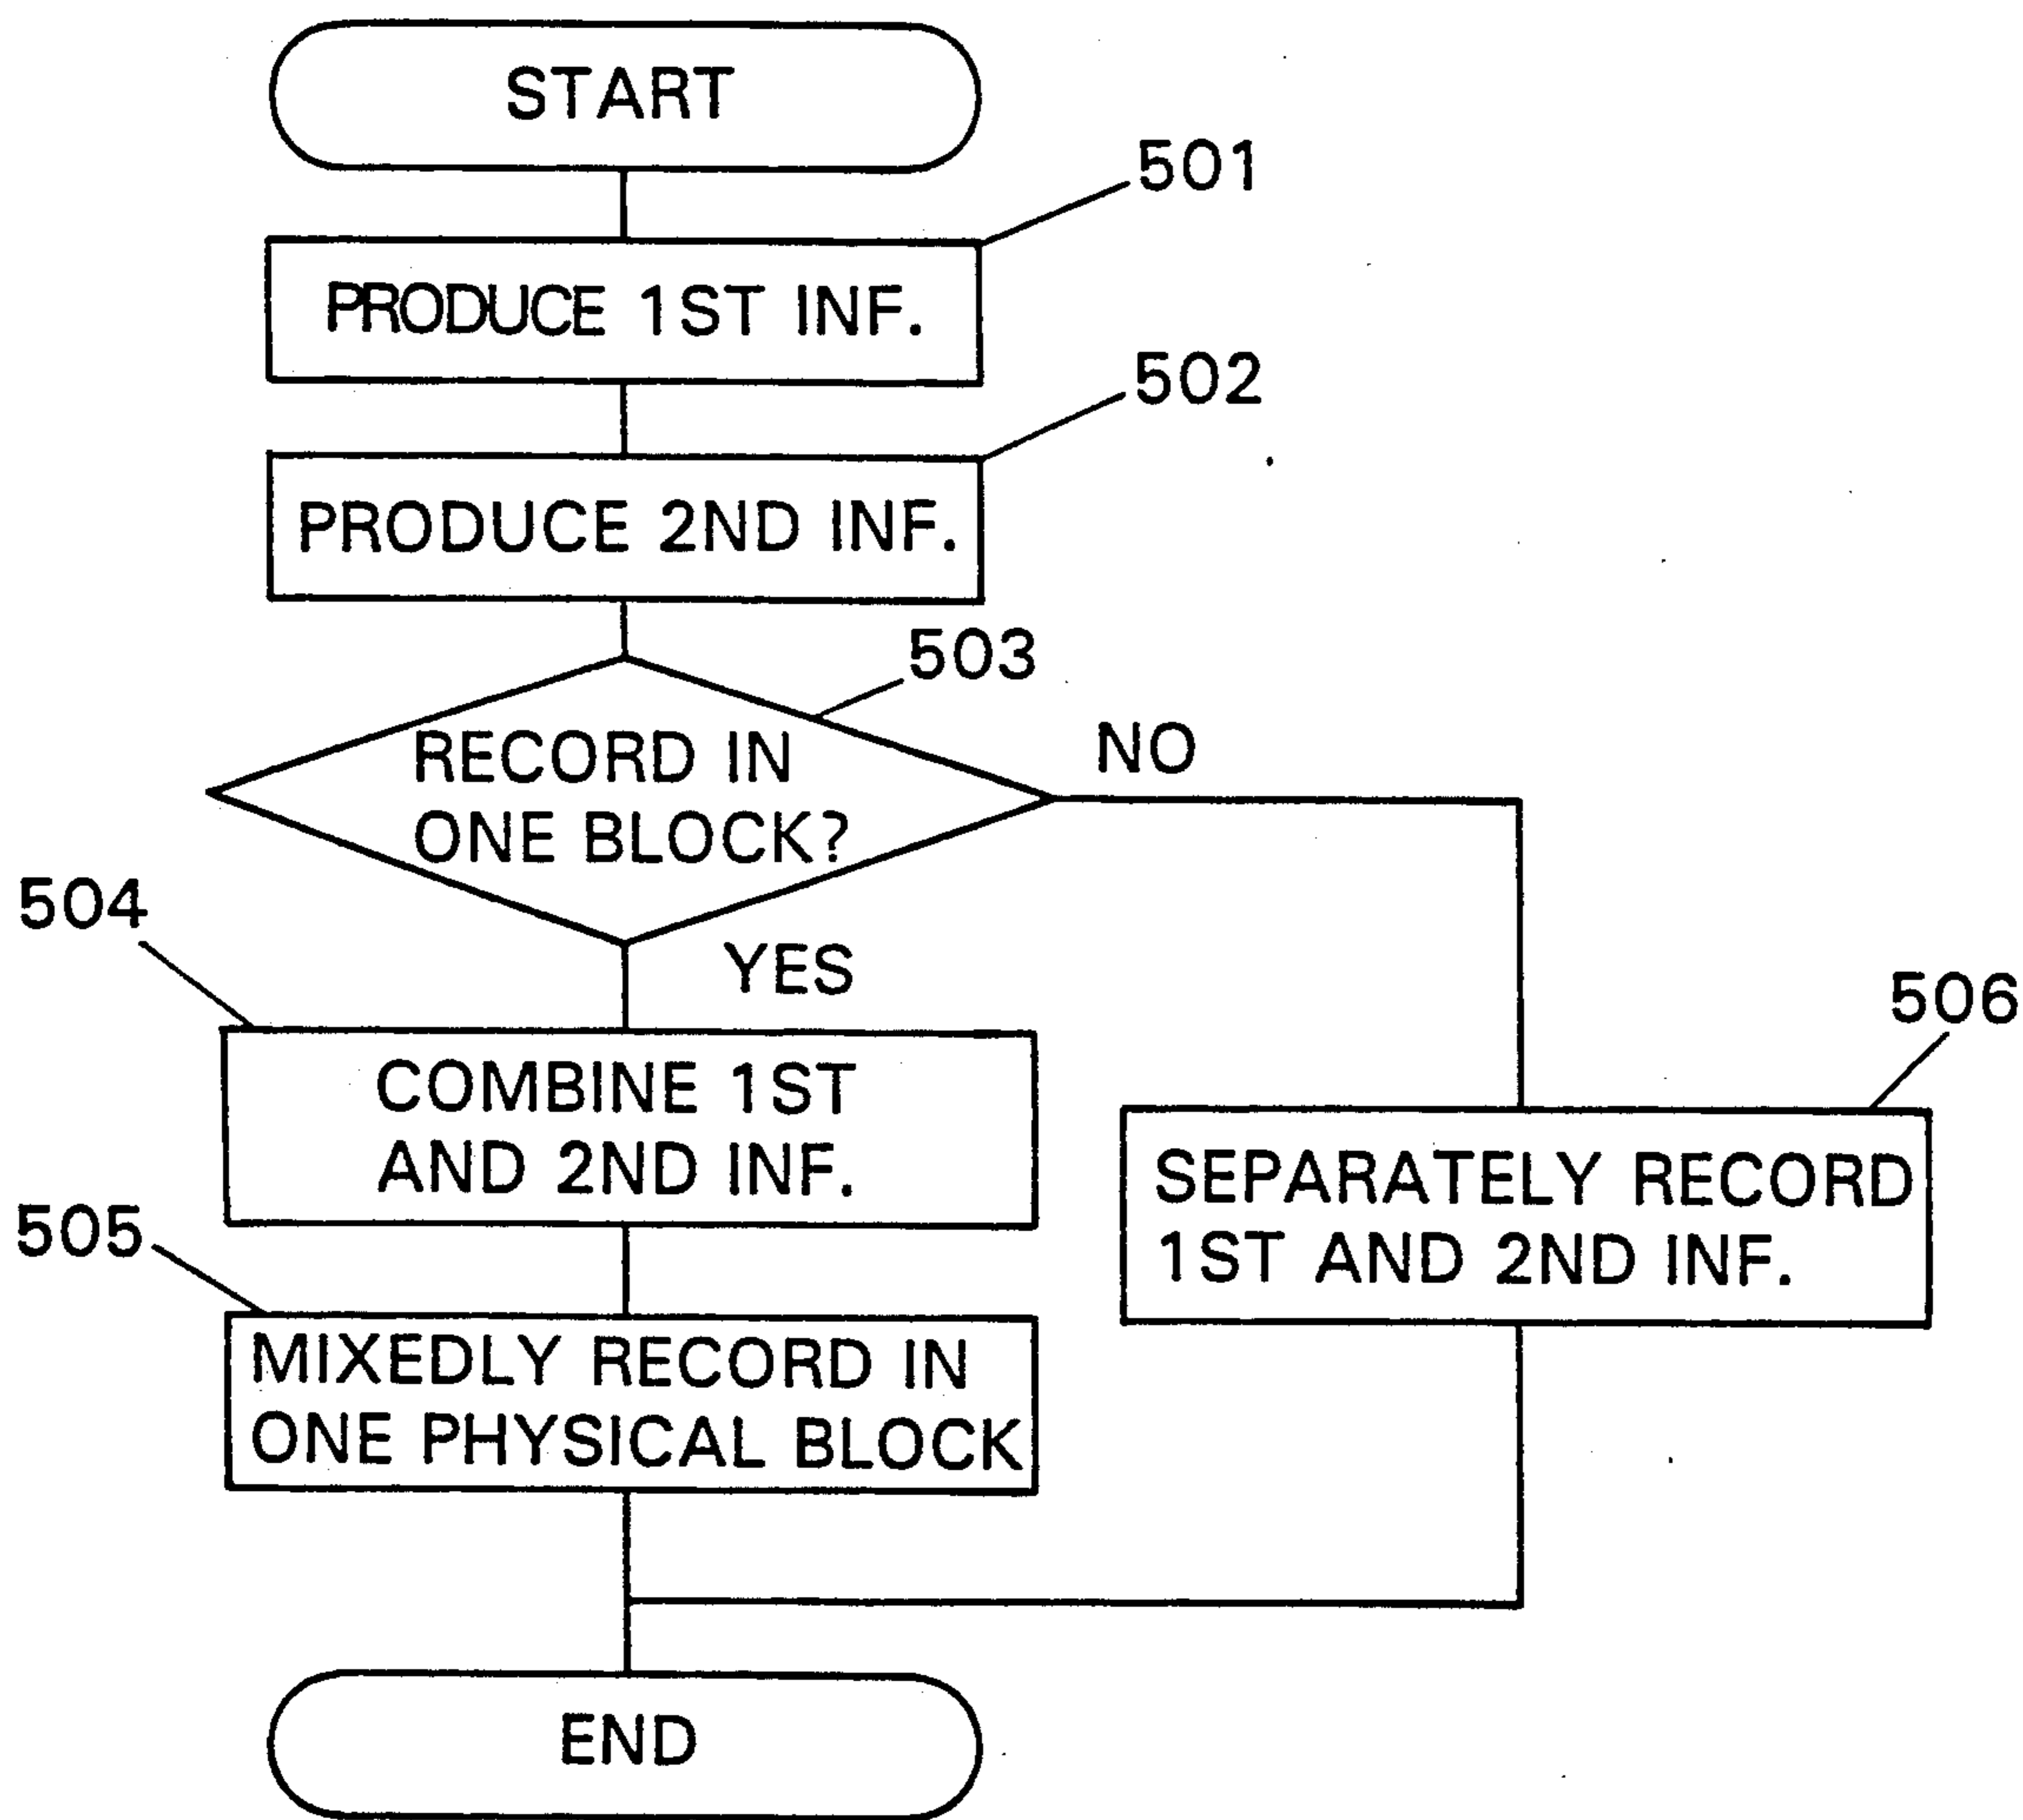 START
501
PRODUCE 1ST INF.
502
PRODUCE 2ND INF.
503
RECORD IN
ONE BLOCK?
NO
YES
504
COMBINE 1ST
AND 2ND INF.
506
SEPARATELY RECORD
1ST AND 2ND INF.
505
MIXEDLY RECORD IN
ONE PHYSICAL BLOCK
END